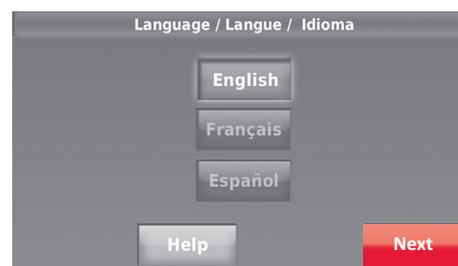 Language / Langue / Idioma
English
Français
Español
Help Next